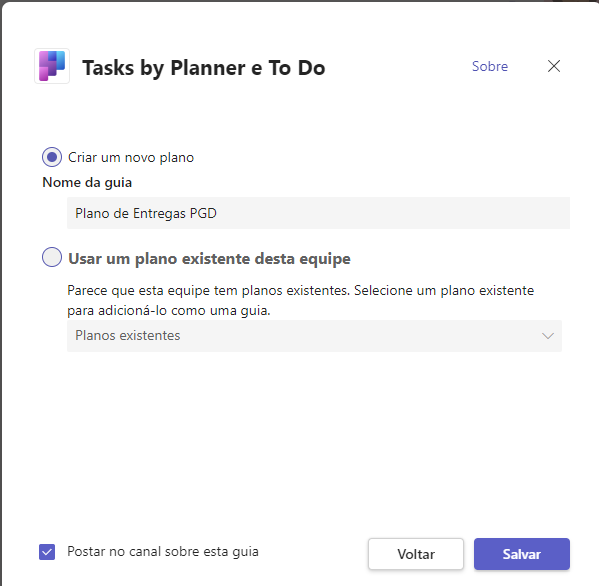 Tasks by Planner e To Do
Sobre
Criar um novo plano
Nome da guia
Plano de Entregas PGD
Usar um plano existente desta equipe
Parece que esta equipe tem planos existentes. Selecione um plano existente
para adicioná-lo como uma guia.
Planos existentes
Postar no canal sobre esta guia
Voltar
Salvar